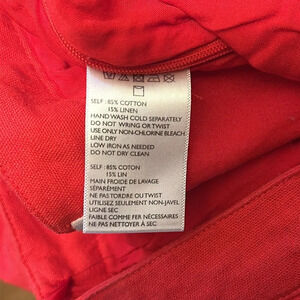 SELF : 85% COTTON
15% LINEN
HAND WASH COLD SEPARATELY
DO NOT WRING OR TWIST
USE ONLY NON-CHLORINE BLEACH
LINE DRY
LOW IRON AS NEEDED
DO NOT DRY CLEAN
SELF : 85% COTTON
15% LIN
MAIN FROIDE DE LAVAGE
SÉPARÉMENT
NE PAS TORDRE OU TWIST
UTILISEZ SEULEMENT NON-JAVEL
LIGNE SEC
FAIBLE COMME FER NÉCESSAIRES
NE PAS NETTOYER À SEC